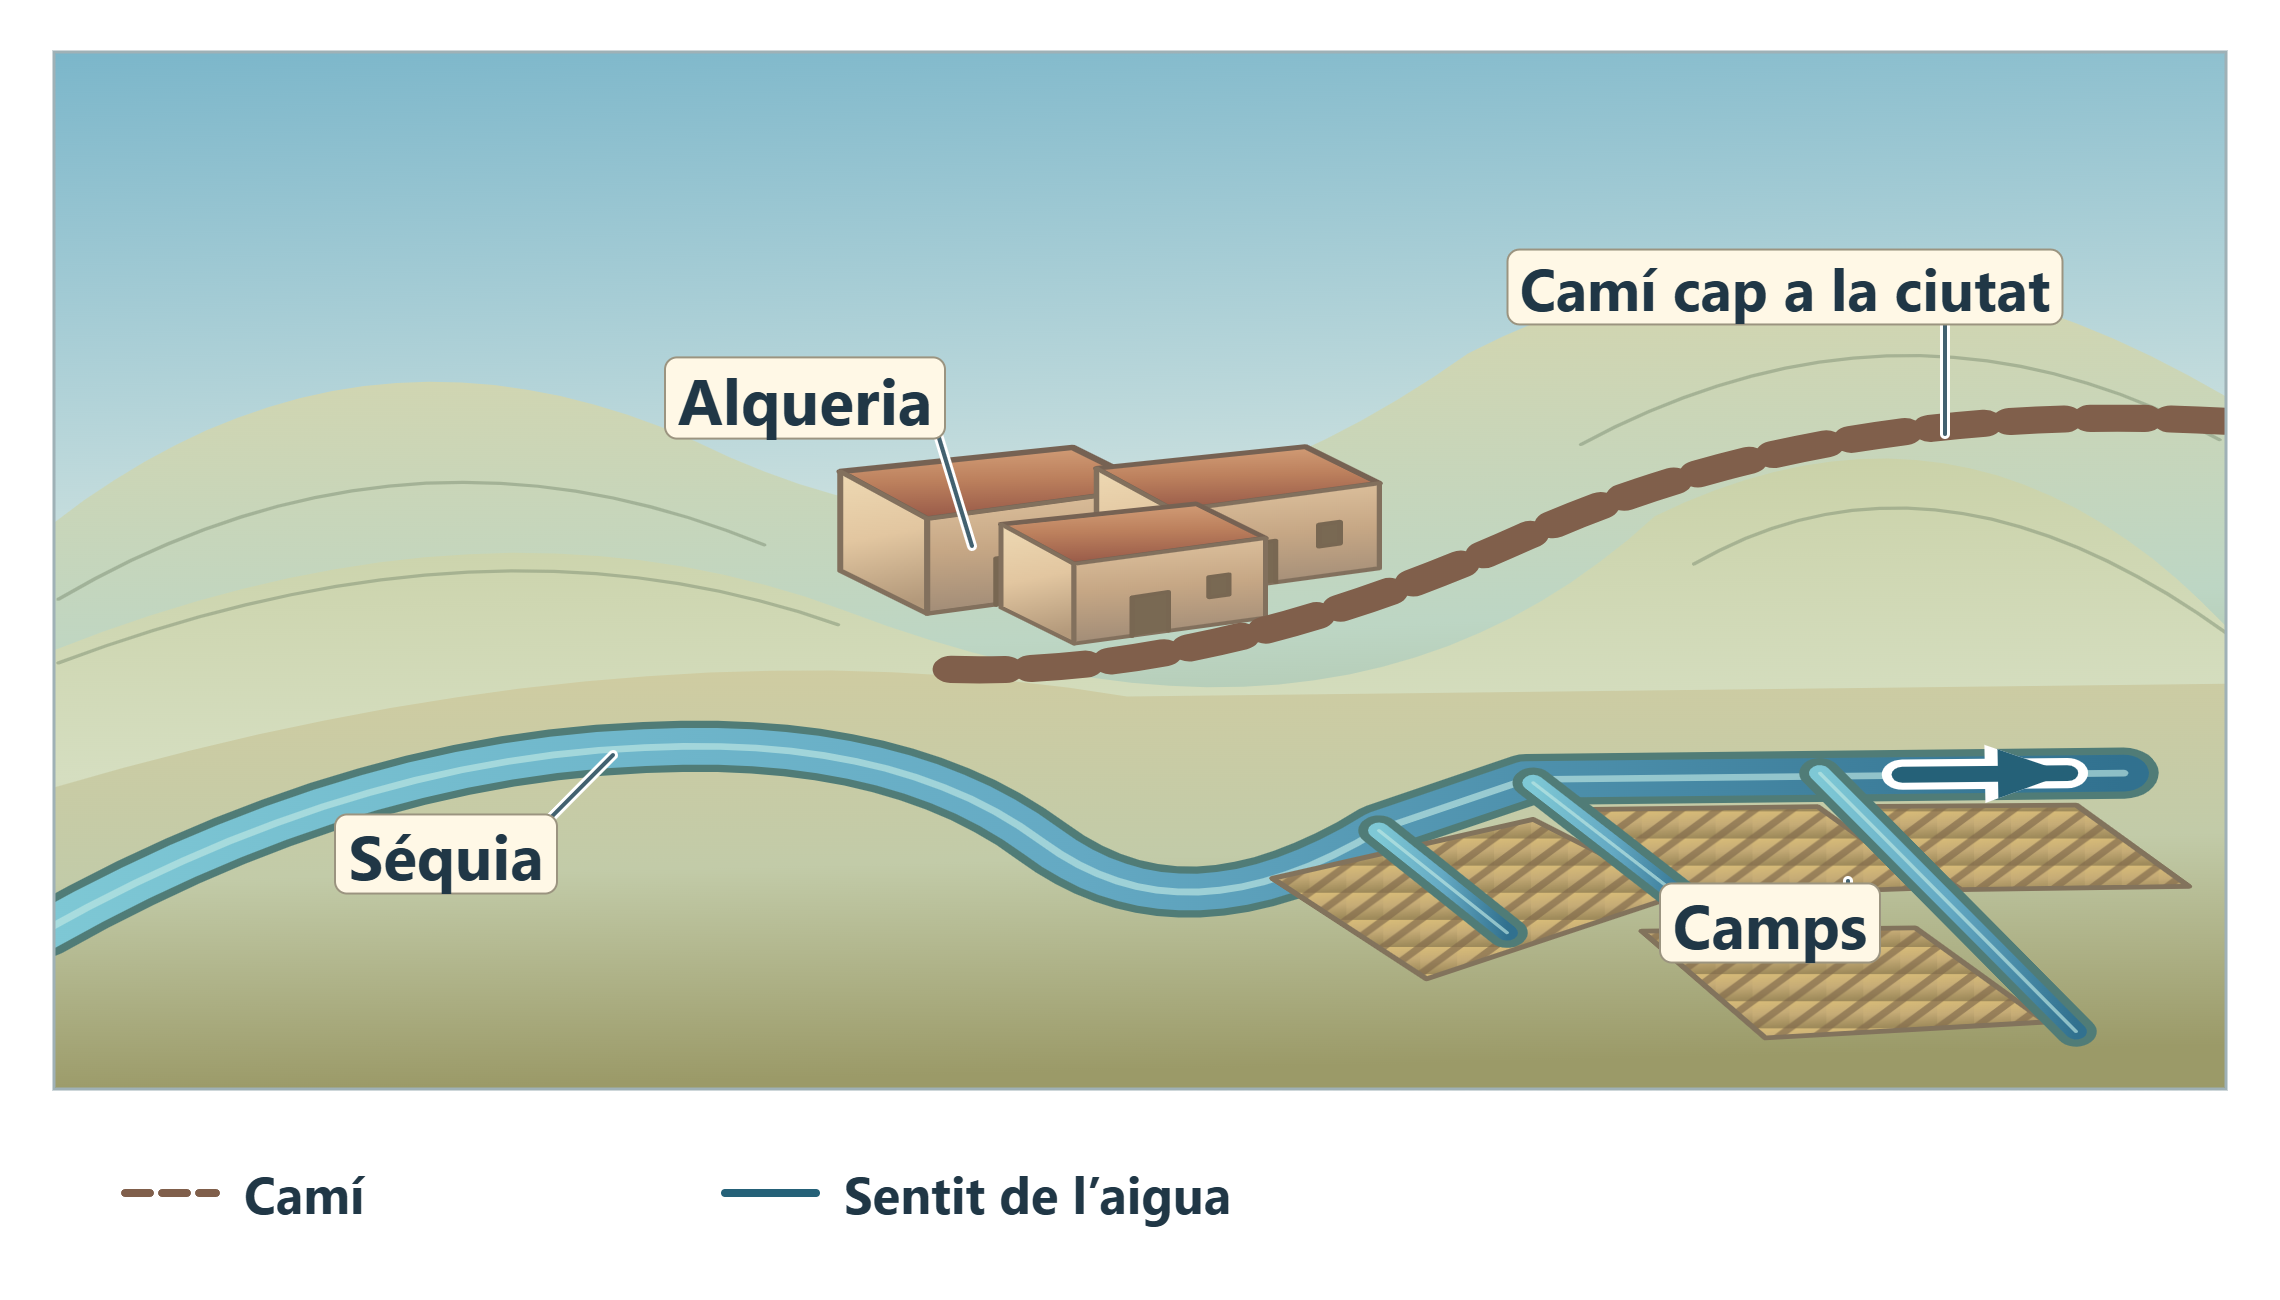 Camí cap a la ciutat
Alqueria
Séquia
Camps
Camí
Sentit de l’aigua